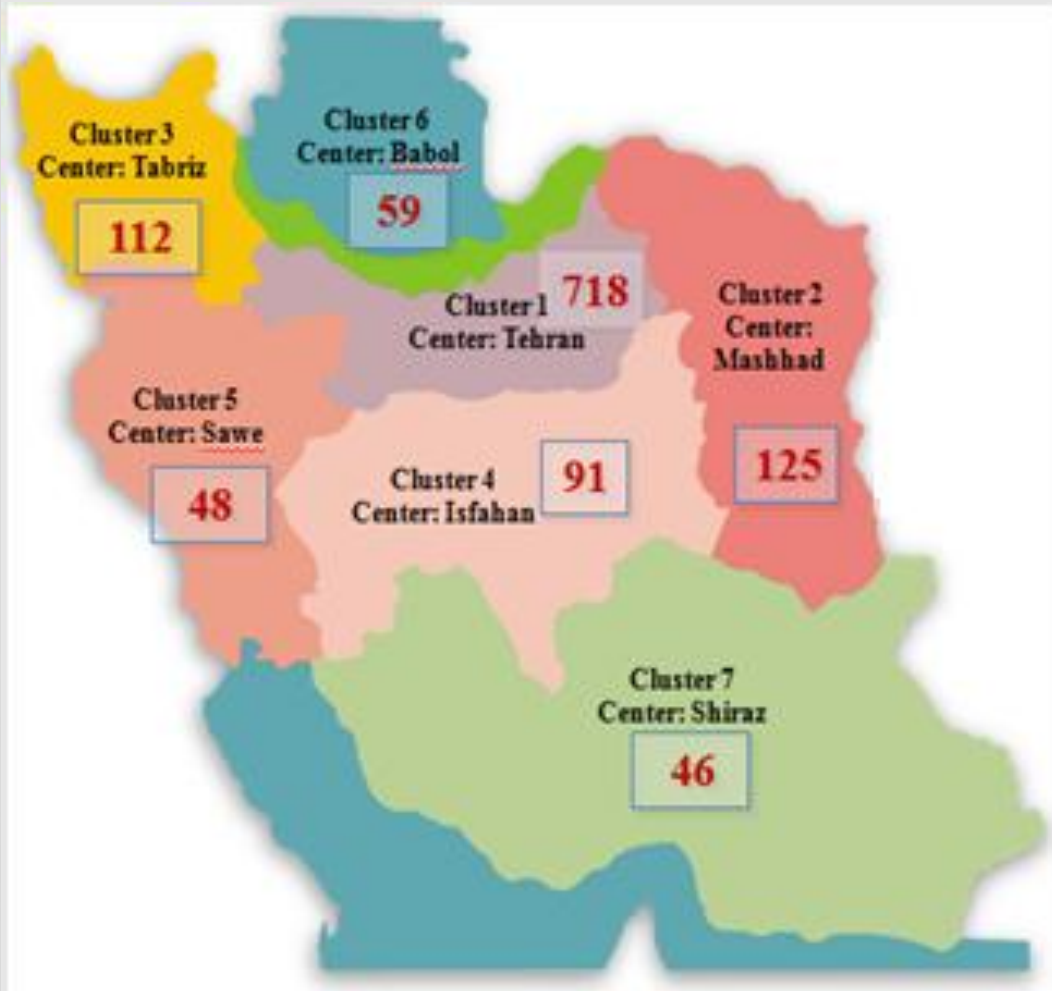 Cluster 3
Center: Tabriz
112
Cluster 6
Center: Babol
59
Cluster 1
Center: Tehran
718
Cluster 2
Center:
Mashhad
125
Cluster 5
Center: Sawe
48
Cluster 4
Center: Isfahan
91
Cluster 7
Center: Shiraz
46